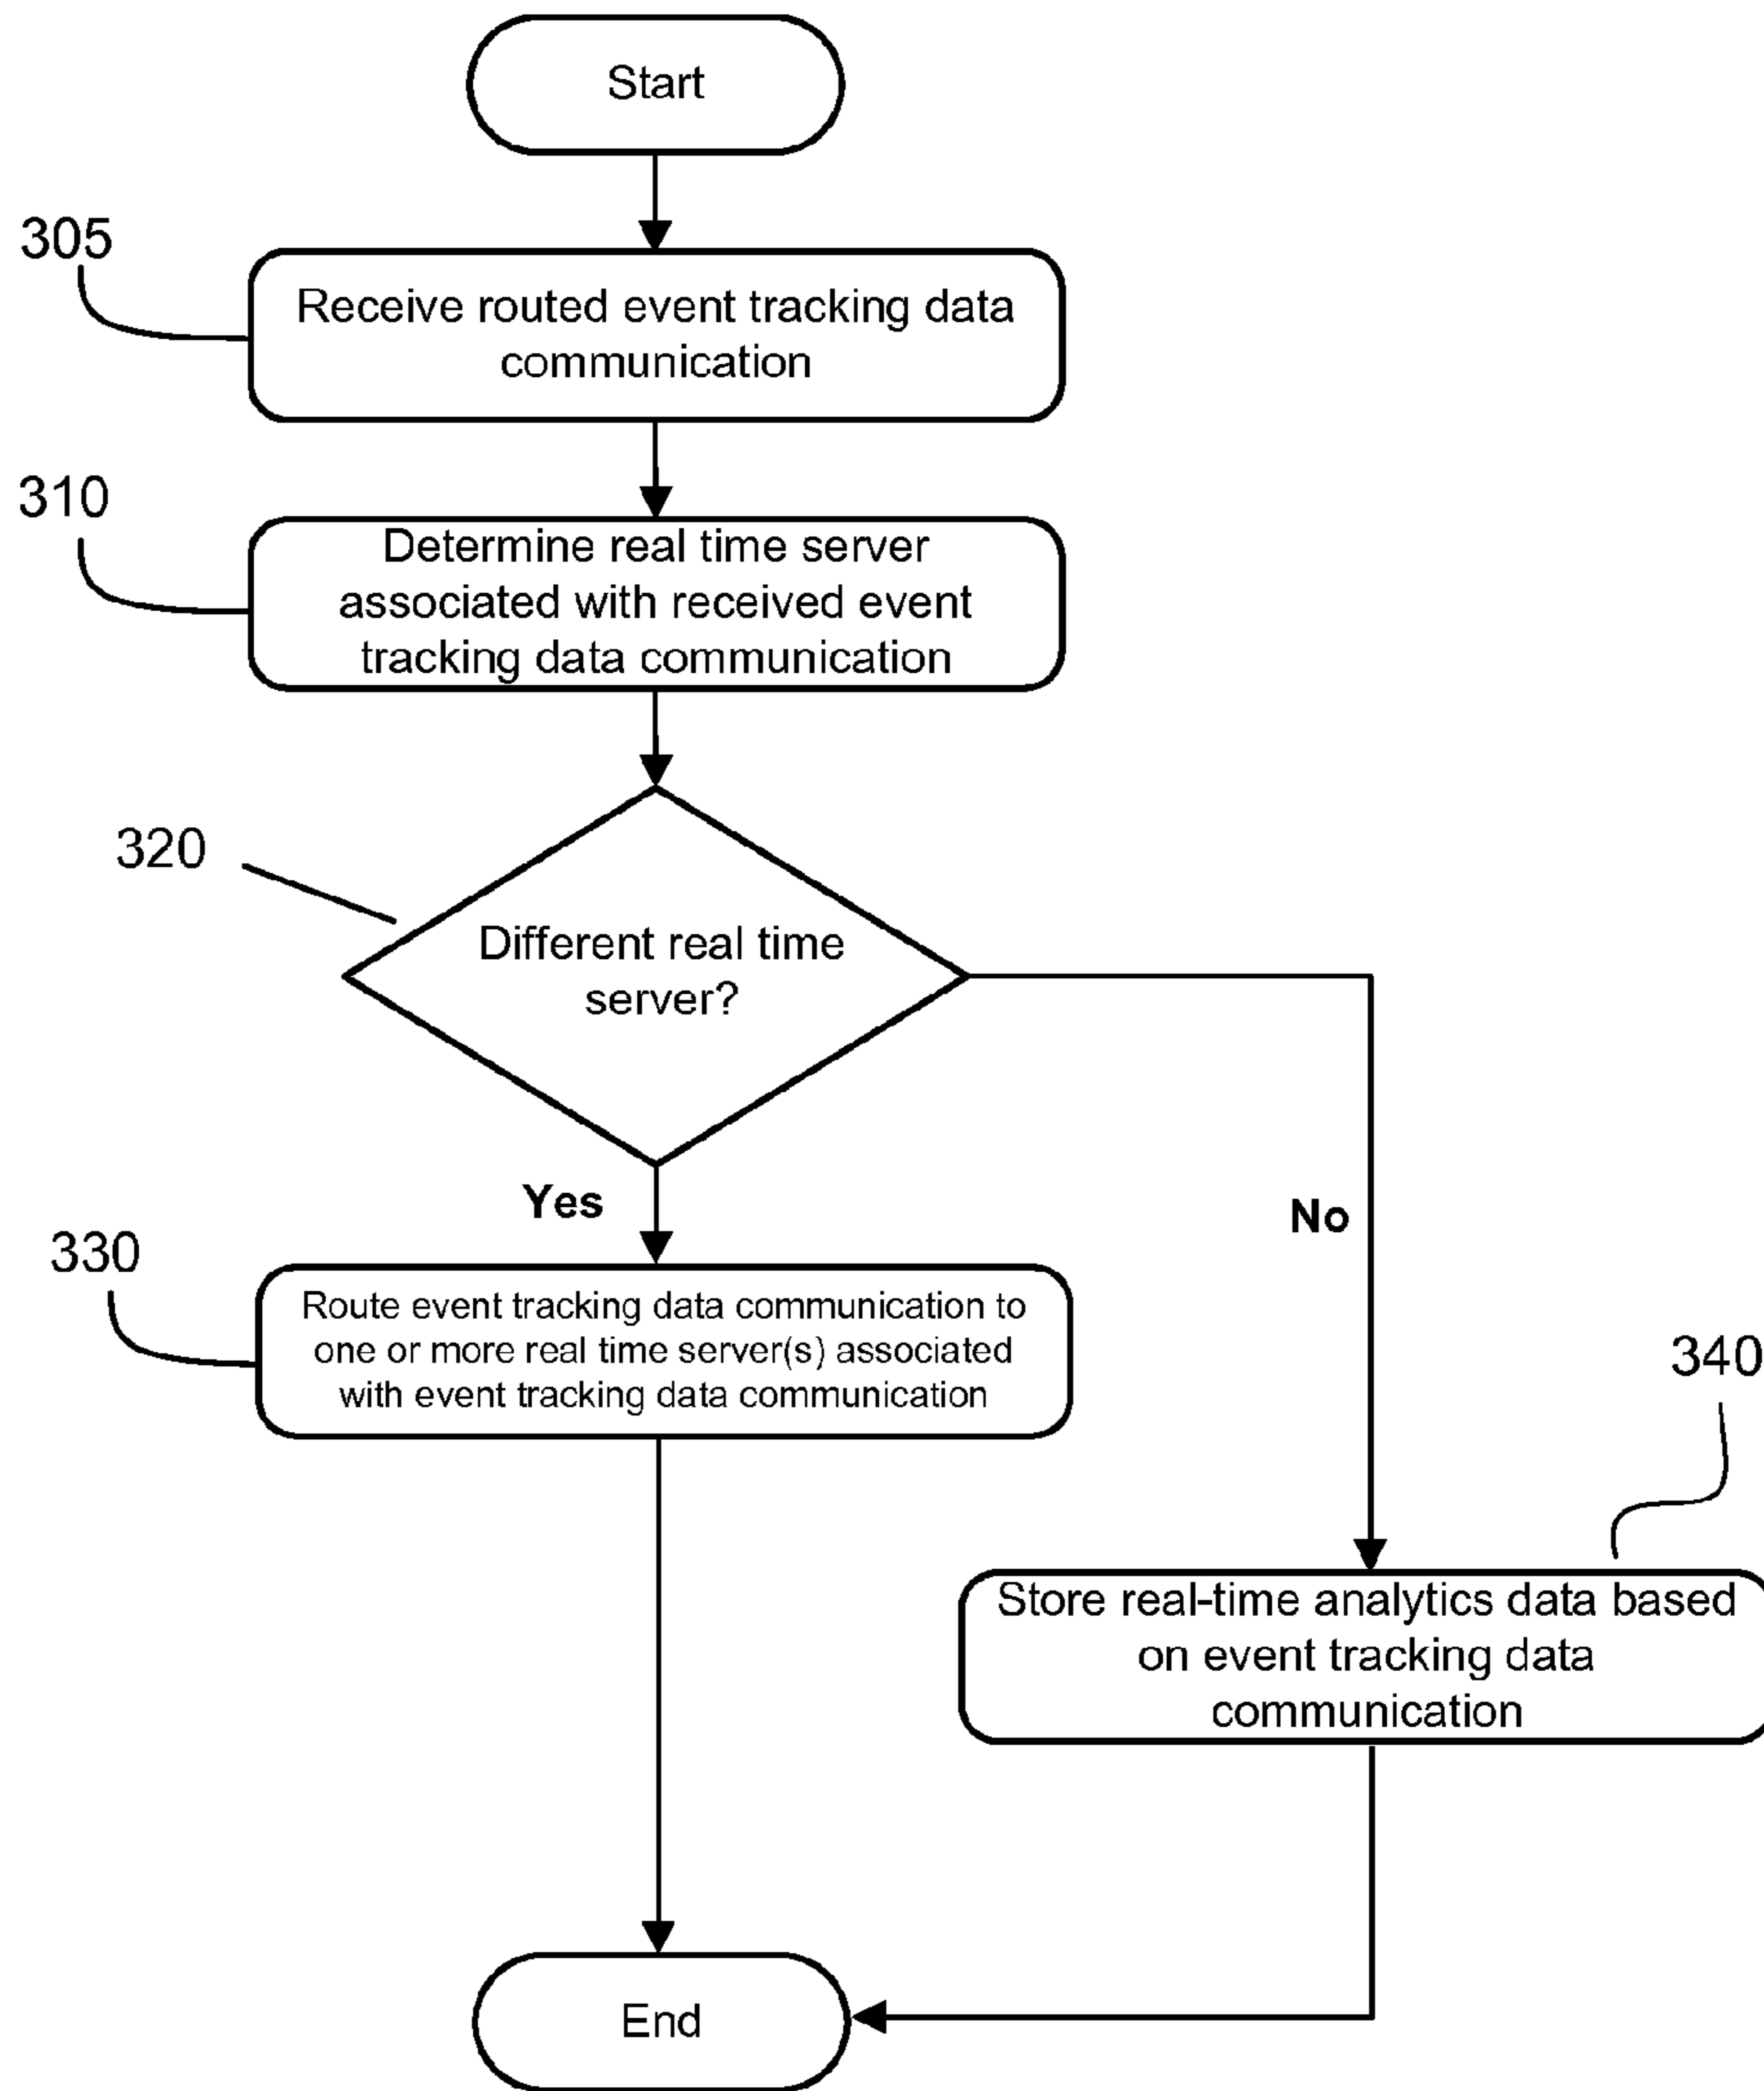 Start
305
Receive routed event tracking data
communication
310
Determine real time server
associated with received event
tracking data communication
320
Different real time
server?
Yes
No
330
Route event tracking data communication to
one or more real time server(s) associated
with event tracking data communication
340
Store real-time analytics data based
on event tracking data
communication
End